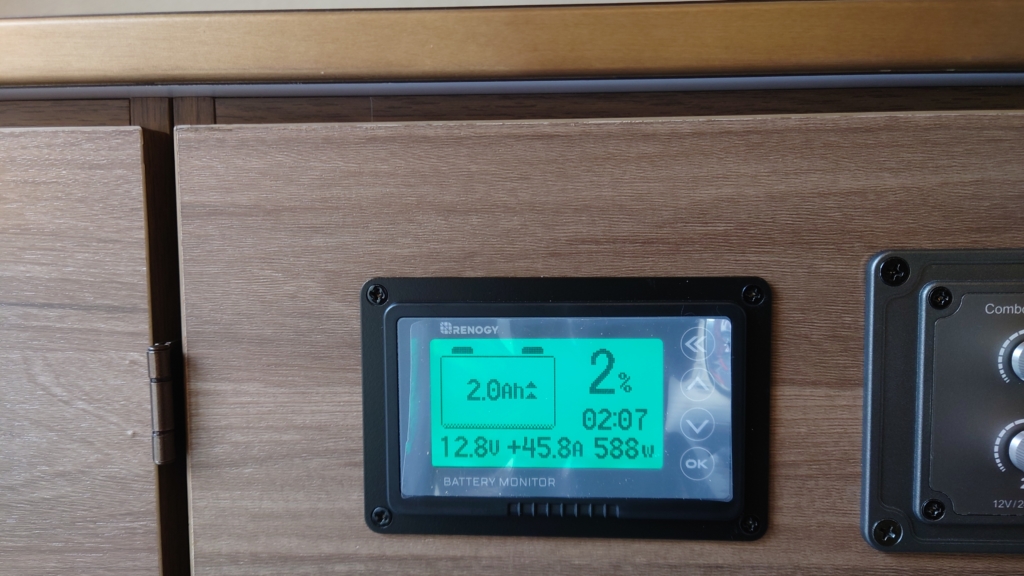 RENOGY
2.0Ah
2%
02:07
12.8V +45.8A 588W
OK
BATTERY MONITOR